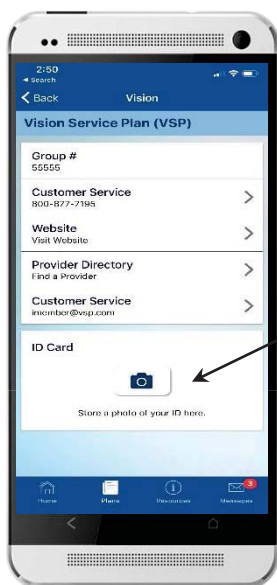 2:50
Search
Back Vision
Vision Service Plan (VSP)
Group #
55555
Customer Service
800-877-7195
Website
Visit Website
Provider Directory
Find a Provider
Customer Service
imember@vsp.com
ID Card
Store a photo of your ID here.
3
Home Plans Resources Messages